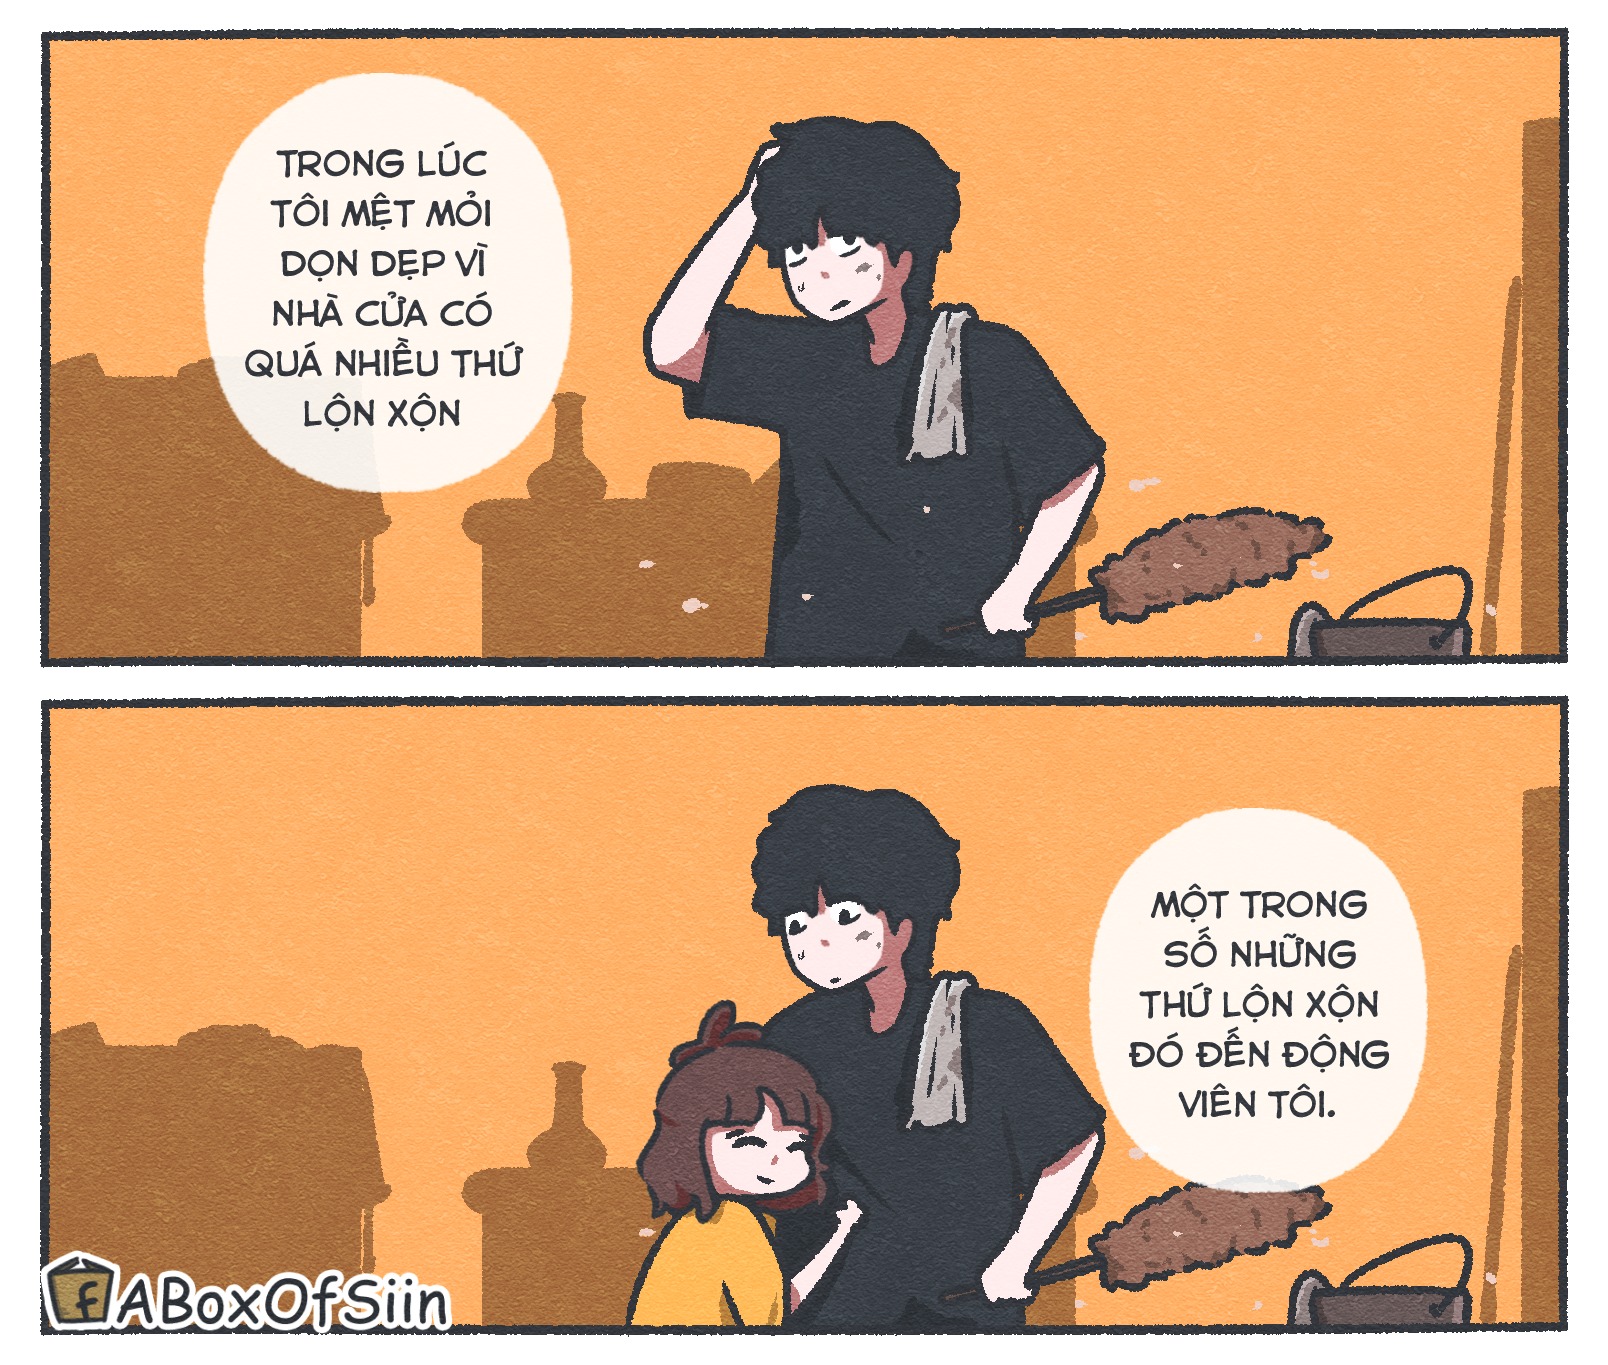 TRONG LÚC
TÔI MỆT MỎI
DỌN DẸP VÌ
NHÀ CỬA CÓ
QUÁ NHIỀU THỨ
LỘN XỘN
MỘT TRONG
SỐ NHỮNG
THỨ LỘN XỘN
ĐÓ ĐẾN ĐỘNG
VIÊN TÔI.
f ABoxOfSiin